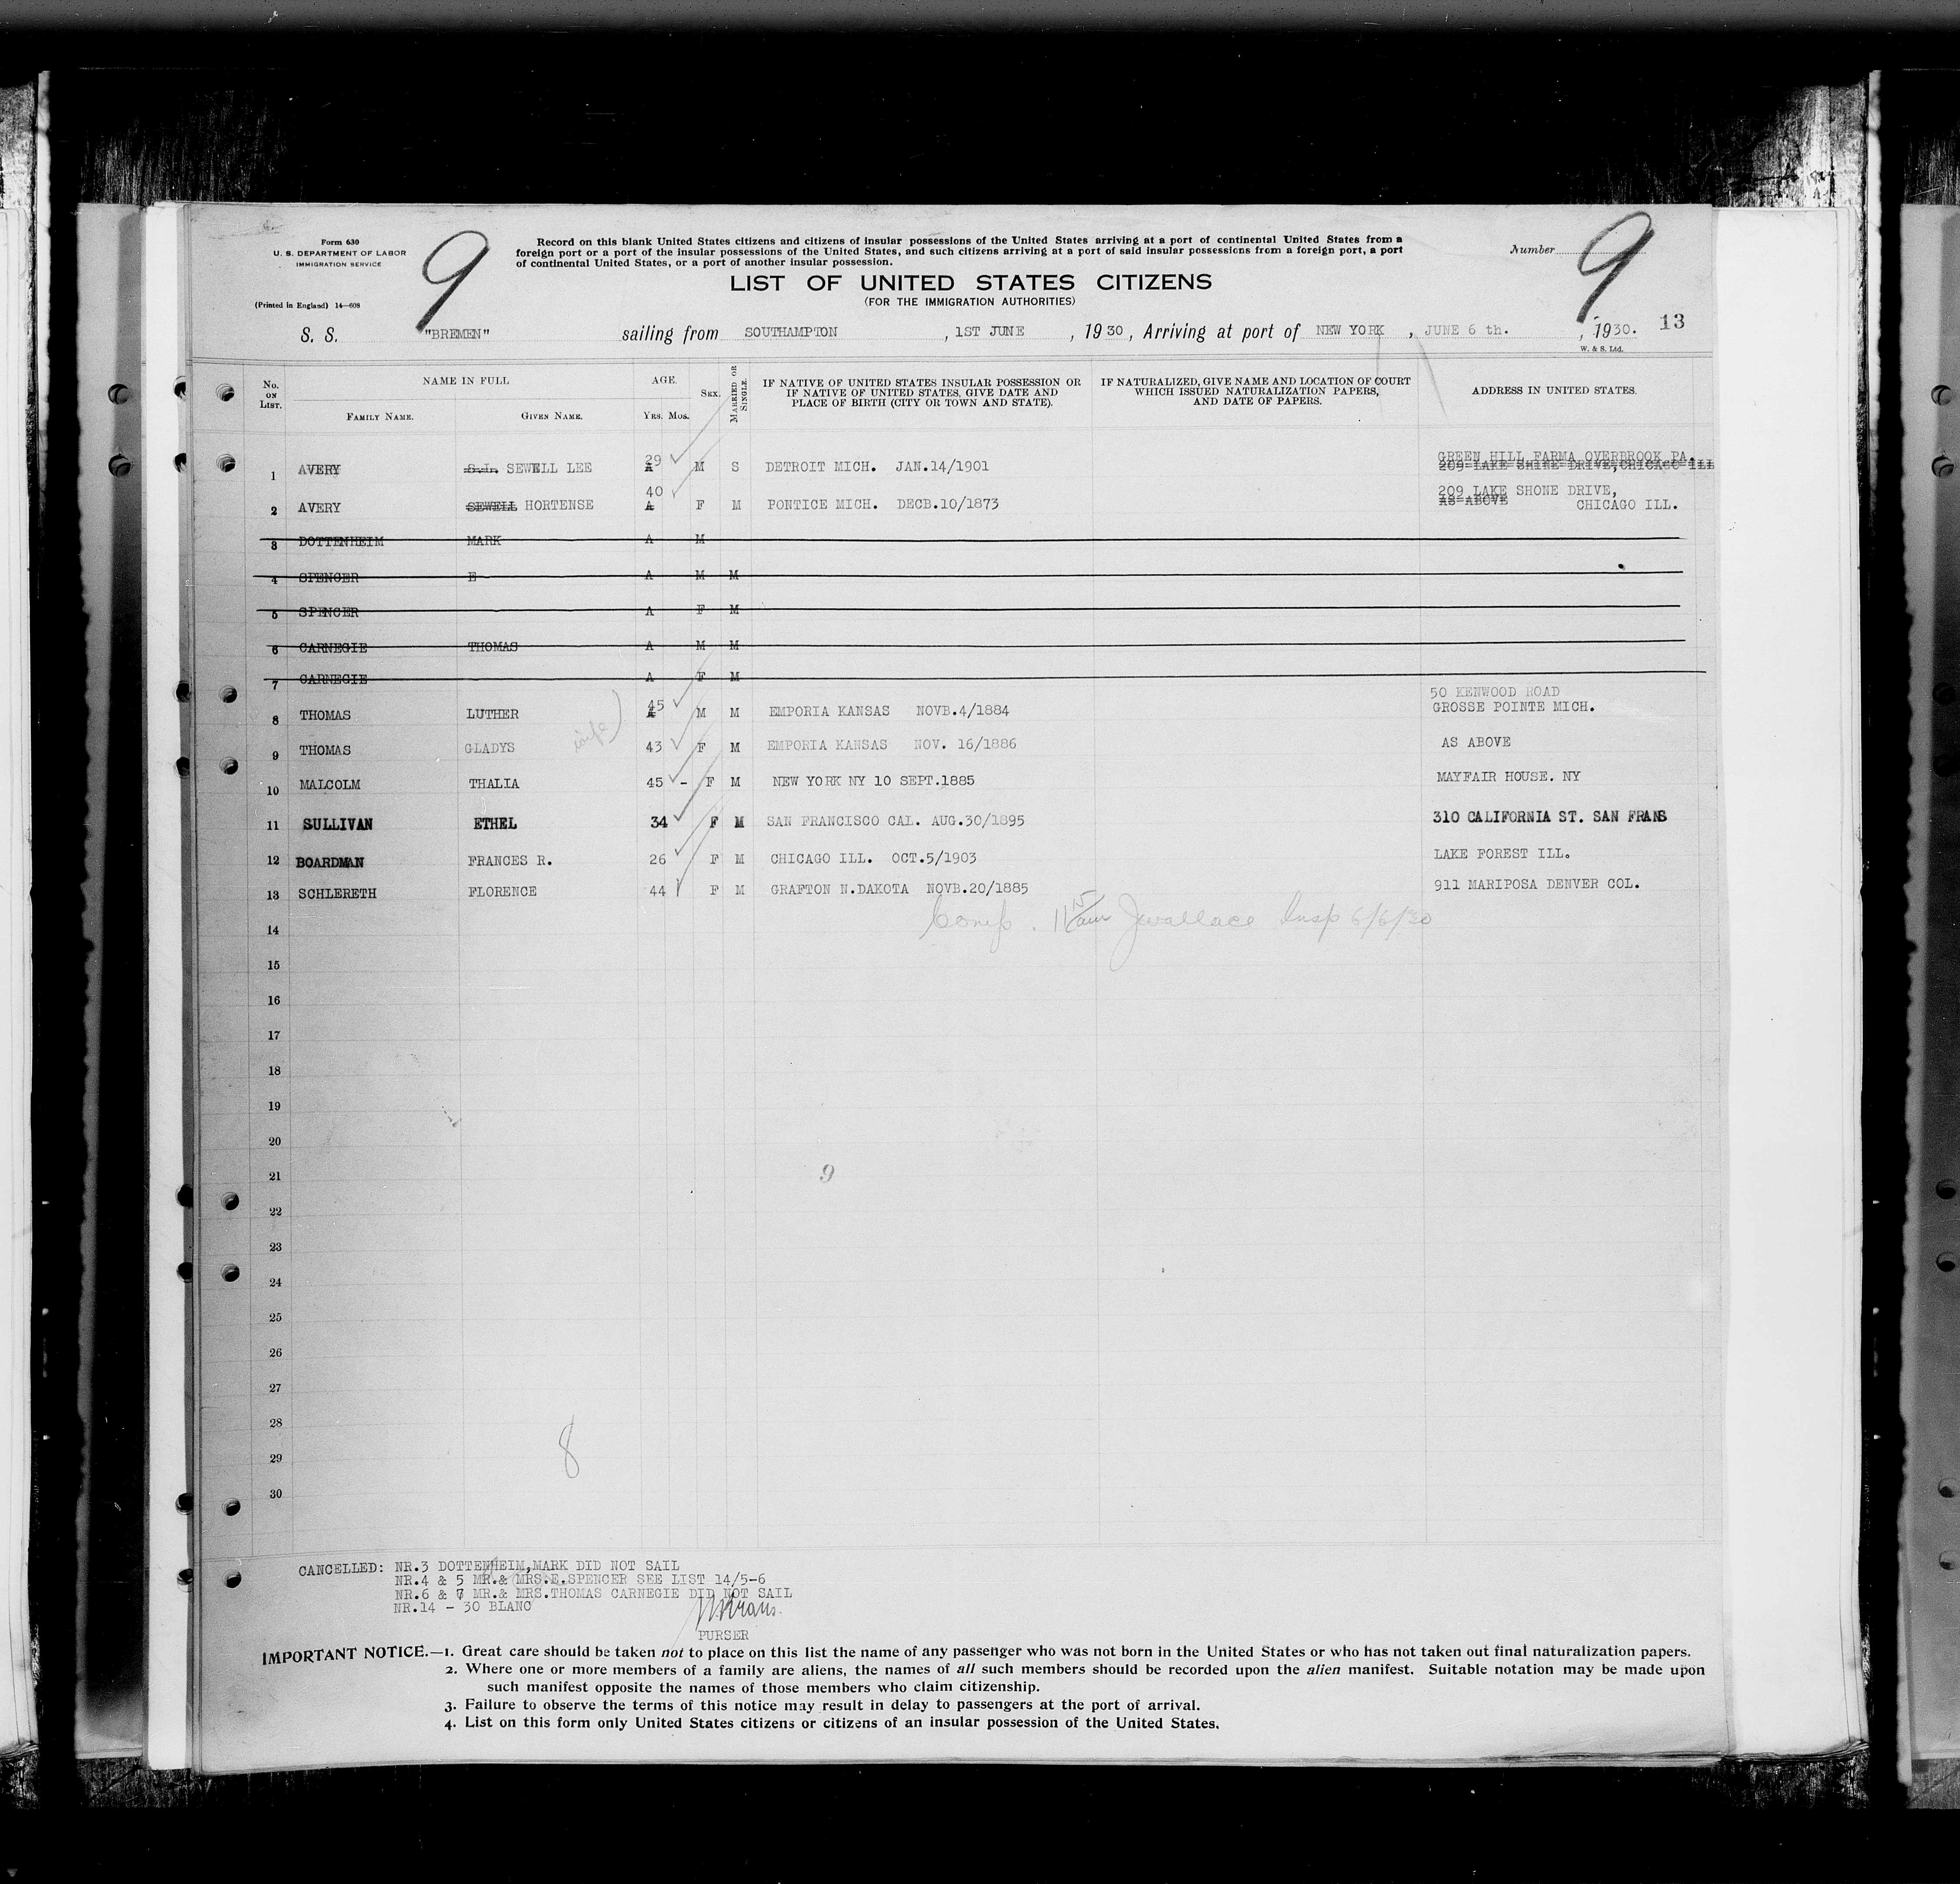 Form 630
U. S. DEPARTMENT OF LABOR
IMMIGRATION SERVICE
(Printed in England) 14—608
9
Record on this blank United States citizens and citizens of insular possessions of the United States arriving at a port of continental United States from a
foreign port or a port of the insular possessions of the United States, and such citizens arriving at a port of said insular possessions from a foreign port, a port
of continental United States, or a port of another insular possession.
Number 9
LIST OF UNITED STATES CITIZENS
(FOR THE IMMIGRATION AUTHORITIES)
S. S. "BREMEN" sailing from SOUTHAMPTON , 1ST JUNE , 1930, Arriving at port of NEW YORK , JUNE 6 th. , 1930. 13
W. & S. Ltd.
No. ON LIST. NAME IN FULL AGE. SEX. MARRIED OR SINGLE. IF NATIVE OF UNITED STATES INSULAR POSSESSION OR IF NATIVE OF UNITED STATES, GIVE DATE AND PLACE OF BIRTH (CITY OR TOWN AND STATE). IF NATURALIZED, GIVE NAME AND LOCATION OF COURT WHICH ISSUED NATURALIZATION PAPERS, AND DATE OF PAPERS. ADDRESS IN UNITED STATES.
FAMILY NAME. GIVEN NAME. YRS. MOS.
GREEN HILL FARMA OVERBROOK PA.
1 AVERY S.L. SEWELL LEE A 29 M S DETROIT MICH. JAN.14/1901 209 LAKE SHINE DRIVE,CHICAGO ILL
209 LAKE SHONE DRIVE,
2 AVERY SEWELL HORTENSE A 40 F M PONTICE MICH. DECB.10/1873 AS ABOVE CHICAGO ILL.
3 DOTTENHEIM MARK A M
4 SPENCER E A M M
5 SPENCER A F M
6 CARNEGIE THOMAS A M M
7 CARNEGIE A F M
50 KENWOOD ROAD
8 THOMAS LUTHER A 45 M M EMPORIA KANSAS NOVB.4/1884 GROSSE POINTE MICH.
9 THOMAS GLADYS wife) 43 F M EMPORIA KANSAS NOV. 16/1886 AS ABOVE
10 MALCOLM THALIA 45 - F M NEW YORK NY 10 SEPT.1885 MAYFAIR HOUSE. NY
11 SULLIVAN ETHEL 34 F M SAN FRANCISCO CAL. AUG.30/1895 310 CALIFORNIA ST. SAN FRANS
12 BOARDMAN FRANCES R. 26 F M CHICAGO ILL. OCT.5/1903 LAKE FOREST ILL.
13 SCHLERETH FLORENCE 44 F M GRAFTON N.DAKOTA NOVB.20/1885 911 MARIPOSA DENVER COL.
14 Comp. 11 15 am J Wallace Insp 6/6/30
15
16
17
18
19
20
21 9
22
23
24
25
26
27
28
8
29
30
CANCELLED: NR.3 DOTTENHEIM,MARK DID NOT SAIL
NR.4 & 5 MR.& MRS.E.SPENCER SEE LIST 14/5-6
NR.6 & 7 MR.& MRS.THOMAS CARNEGIE DID NOT SAIL
NR.14 - 30 BLANC
PURSER
IMPORTANT NOTICE.—1. Great care should be taken not to place on this list the name of any passenger who was not born in the United States or who has not taken out final naturalization papers.
2. Where one or more members of a family are aliens, the names of all such members should be recorded upon the alien manifest. Suitable notation may be made upon
such manifest opposite the names of those members who claim citizenship.
3. Failure to observe the terms of this notice may result in delay to passengers at the port of arrival.
4. List on this form only United States citizens or citizens of an insular possession of the United States.